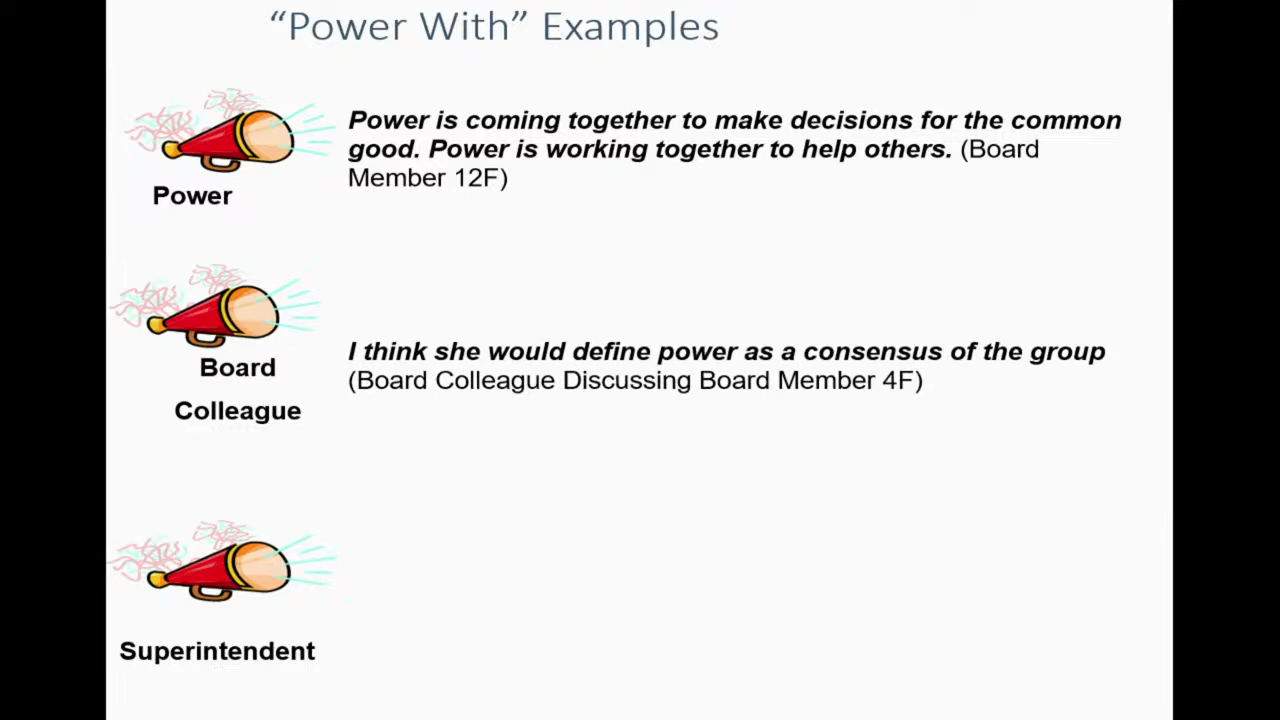 “Power With” Examples
Power is coming together to make decisions for the common
good. Power is working together to help others. (Board
Member 12F)
Power
I think she would define power as a consensus of the group
(Board Colleague Discussing Board Member 4F)
Board
Colleague
Superintendent